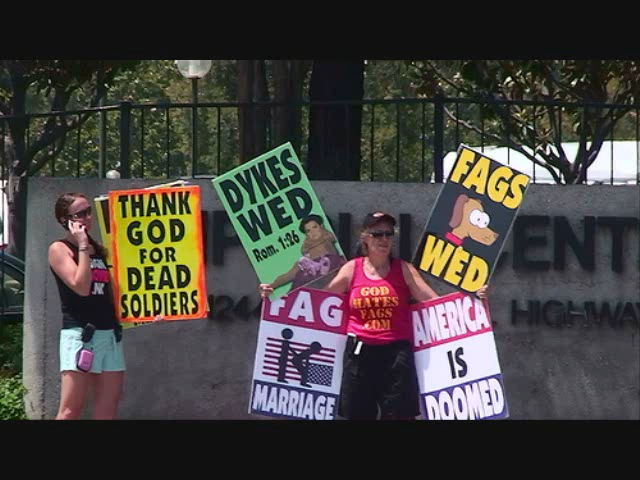 THANK
GOD
FOR
DEAD
SOLDIERS
DYKES
WED
Rom. 1:26
FAGS
WED
GOD
HATES
FAGS
COM
FAG
MARRIAGE
AMERICA
IS
DOOMED
CENT
HIGHWAY